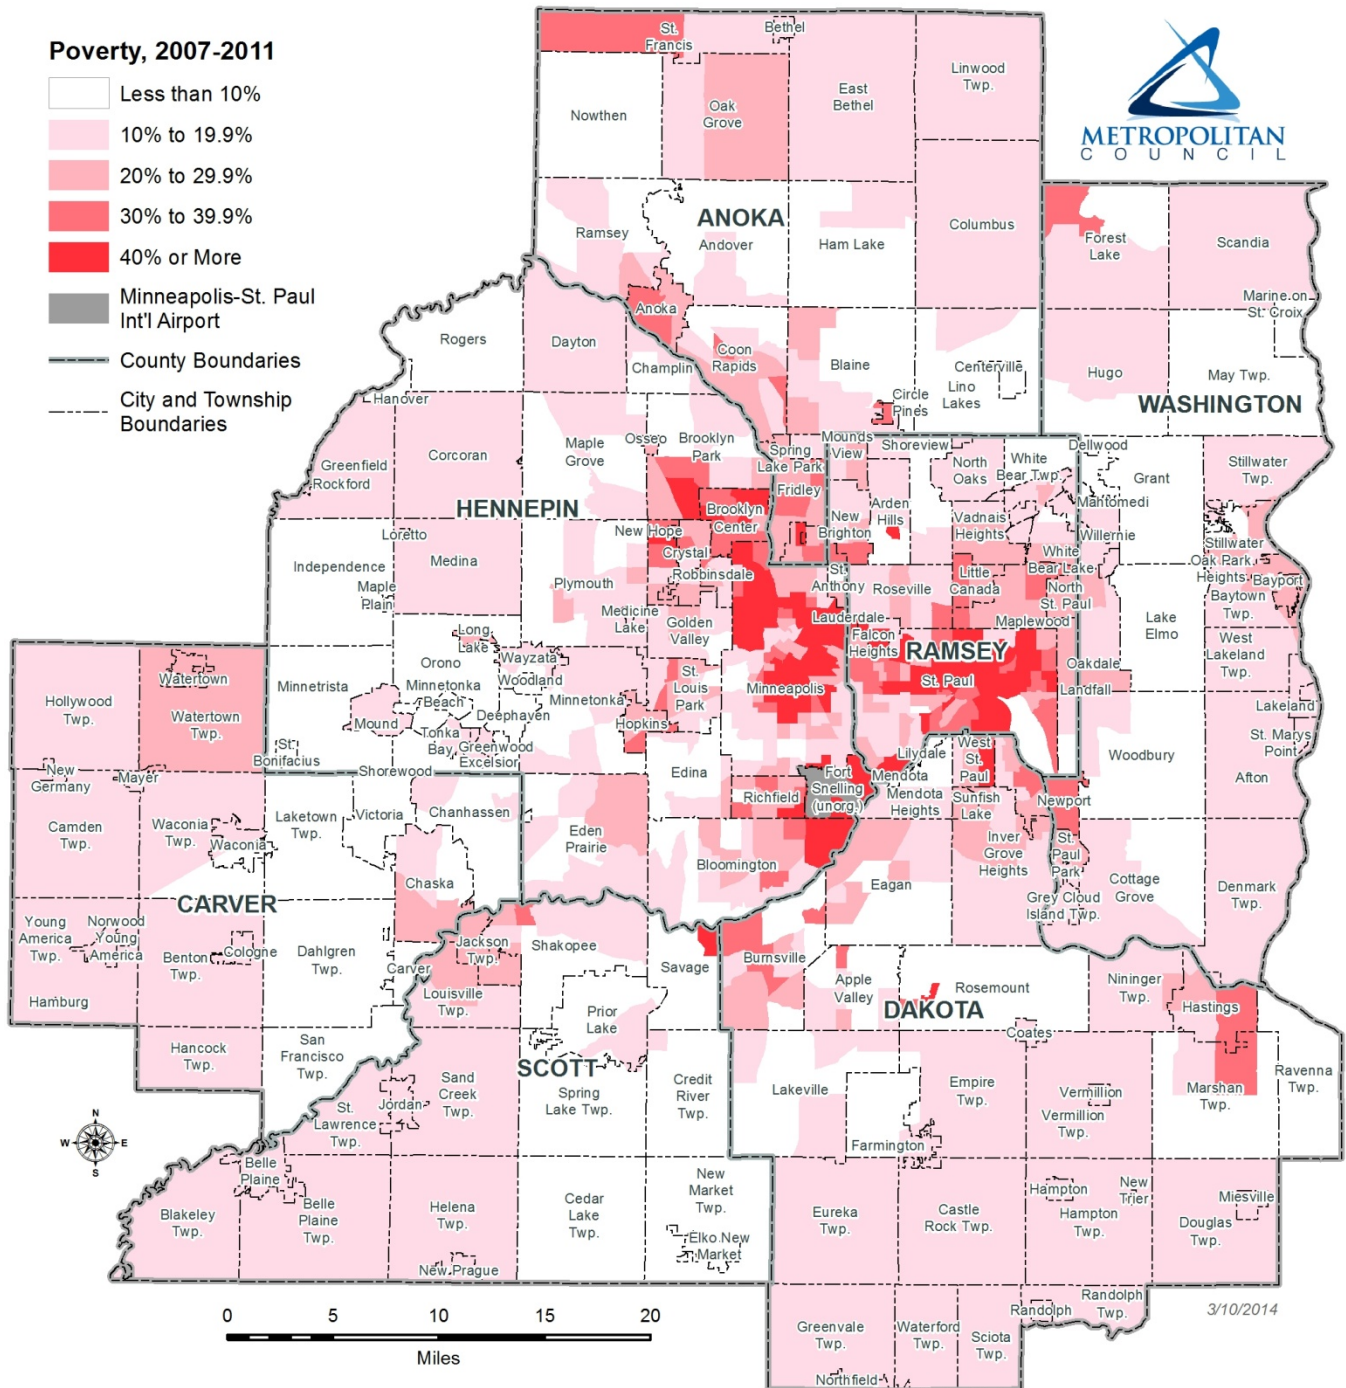 Poverty, 2007-2011
Less than 10%
10% to 19.9%
20% to 29.9%
30% to 39.9%
40% or More
Minneapolis-St. Paul
Int'l Airport
County Boundaries
City and Township
Boundaries
METROPOLITAN
COUNCIL
St.
Francis
Bethel
Linwood
Twp.
East
Bethel
Oak
Grove
Nowthen
ANOKA
Ramsey
Andover
Ham Lake
Columbus
Forest
Lake
Scandia
Marine on
St. Croix
Anoka
Rogers
Dayton
Champlin
Coon
Rapids
Blaine
Centerville
Lino
Lakes
Circle
Pines
Hugo
May Twp.
WASHINGTON
Hanover
Greenfield
Rockford
Corcoran
Maple
Grove
Osseo
Brooklyn
Park
Spring
Lake Park
Mounds
View
Shoreview
North
Oaks
White
Bear Twp.
Dellwood
Grant
Stillwater
Twp.
Mahtomedi
HENNEPIN
Fridley
Brooklyn
Center
New
Brighton
Arden
Hills
Vadnais
Heights
Willernie
Stillwater
Loretto
New Hope
Crystal
Robbinsdale
Independence
Medina
Maple
Plain
Plymouth
Medicine
Lake
Golden
Valley
St.
Anthony
Lauderdale
Roseville
Little
Canada
White
Bear Lake
North
St. Paul
Maplewood
Oak Park
Heights
Bayport
Baytown
Twp.
Lake
Elmo
West
Lakeland
Twp.
Falcon
Heights
RAMSEY
St. Paul
Oakdale
Landfall
Long
Lake
Orono
Wayzata
Woodland
Minnetonka
Beach
Minnetrista
Minnetonka
St.
Louis
Park
Minneapolis
Hopkins
Deephaven
Mound
Tonka
Bay
Greenwood
Excelsior
Shorewood
St.
Bonifacius
Hollywood
Twp.
Watertown
Watertown
Twp.
Lakeland
St. Marys
Point
Woodbury
Afton
Lilydale
West
St.
Paul
Edina
Fort
Snelling
(unorg.)
Mendota
Mendota
Heights
Richfield
Sunfish
Lake
Newport
New
Germany
Mayer
Camden
Twp.
Waconia
Twp.
Waconia
Laketown
Twp.
Victoria
Chanhassen
Eden
Prairie
Bloomington
Inver
Grove
Heights
St.
Paul
Park
Chaska
Eagan
Grey Cloud
Island Twp.
Cottage
Grove
Denmark
Twp.
CARVER
Young
America
Twp.
Norwood
Young
America
Benton
Twp.
Cologne
Dahlgren
Twp.
Carver
Jackson
Twp.
Shakopee
Savage
Burnsville
Louisville
Twp.
Apple
Valley
Rosemount
Nininger
Twp.
Hastings
Hamburg
DAKOTA
Coates
Prior
Lake
Hancock
Twp.
San
Francisco
Twp.
SCOTT
Sand
Creek
Twp.
Spring
Lake Twp.
Credit
River
Twp.
Lakeville
Empire
Twp.
Vermillion
Vermillion
Twp.
Marshan
Twp.
Ravenna
Twp.
St.
Lawrence
Twp.
Jordan
Farmington
Belle
Plaine
Blakeley
Twp.
Belle
Plaine
Twp.
Helena
Twp.
New Prague
Cedar
Lake
Twp.
New
Market
Twp.
Elko New
Market
Eureka
Twp.
Castle
Rock Twp.
Hampton
Hampton
Twp.
New
Trier
Miesville
Douglas
Twp.
Randolph
Randolph
Twp.
Greenvale
Twp.
Waterford
Twp.
Sciota
Twp.
Northfield
N
W E
S
0 5 10 15 20
Miles
3/10/2014